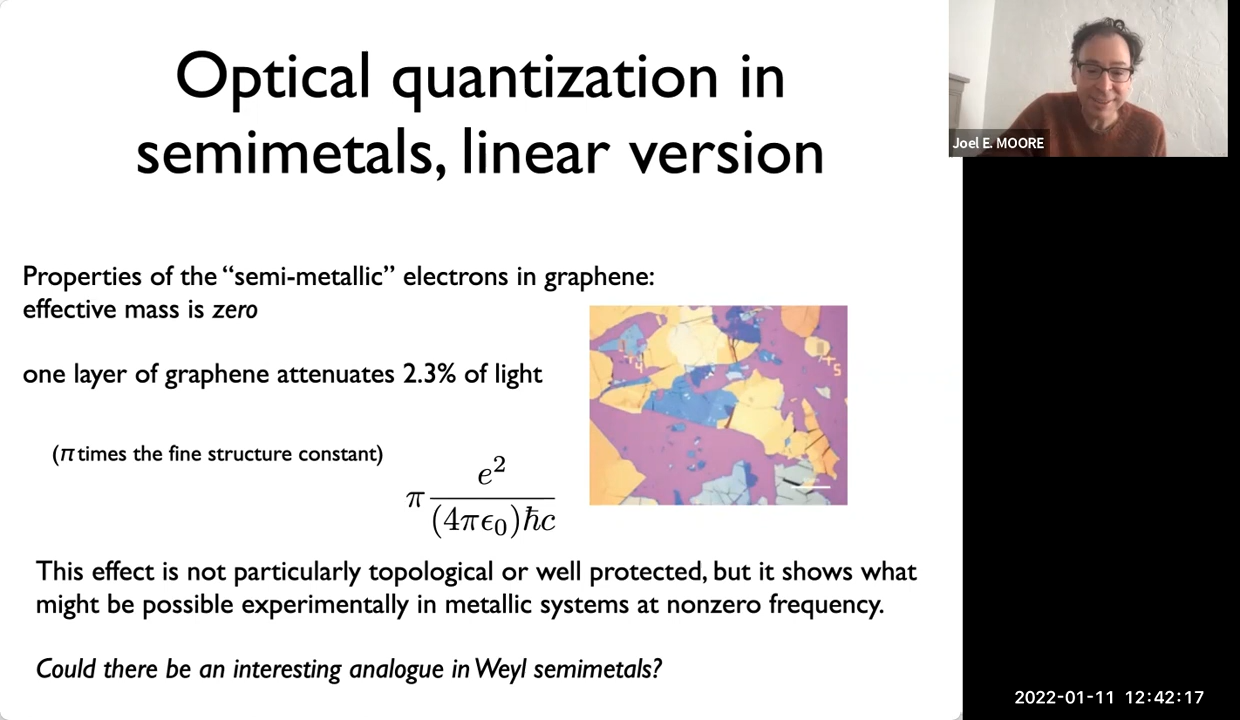 Optical quantization in
semimetals, linear version
Properties of the “semi-metallic” electrons in graphene:
effective mass is zero
one layer of graphene attenuates 2.3% of light
(π times the fine structure constant)
π e² / (4πϵ₀)ħc
4
5
This effect is not particularly topological or well protected, but it shows what
might be possible experimentally in metallic systems at nonzero frequency.
Could there be an interesting analogue in Weyl semimetals?
Joel E. MOORE
2022-01-11 12:42:17